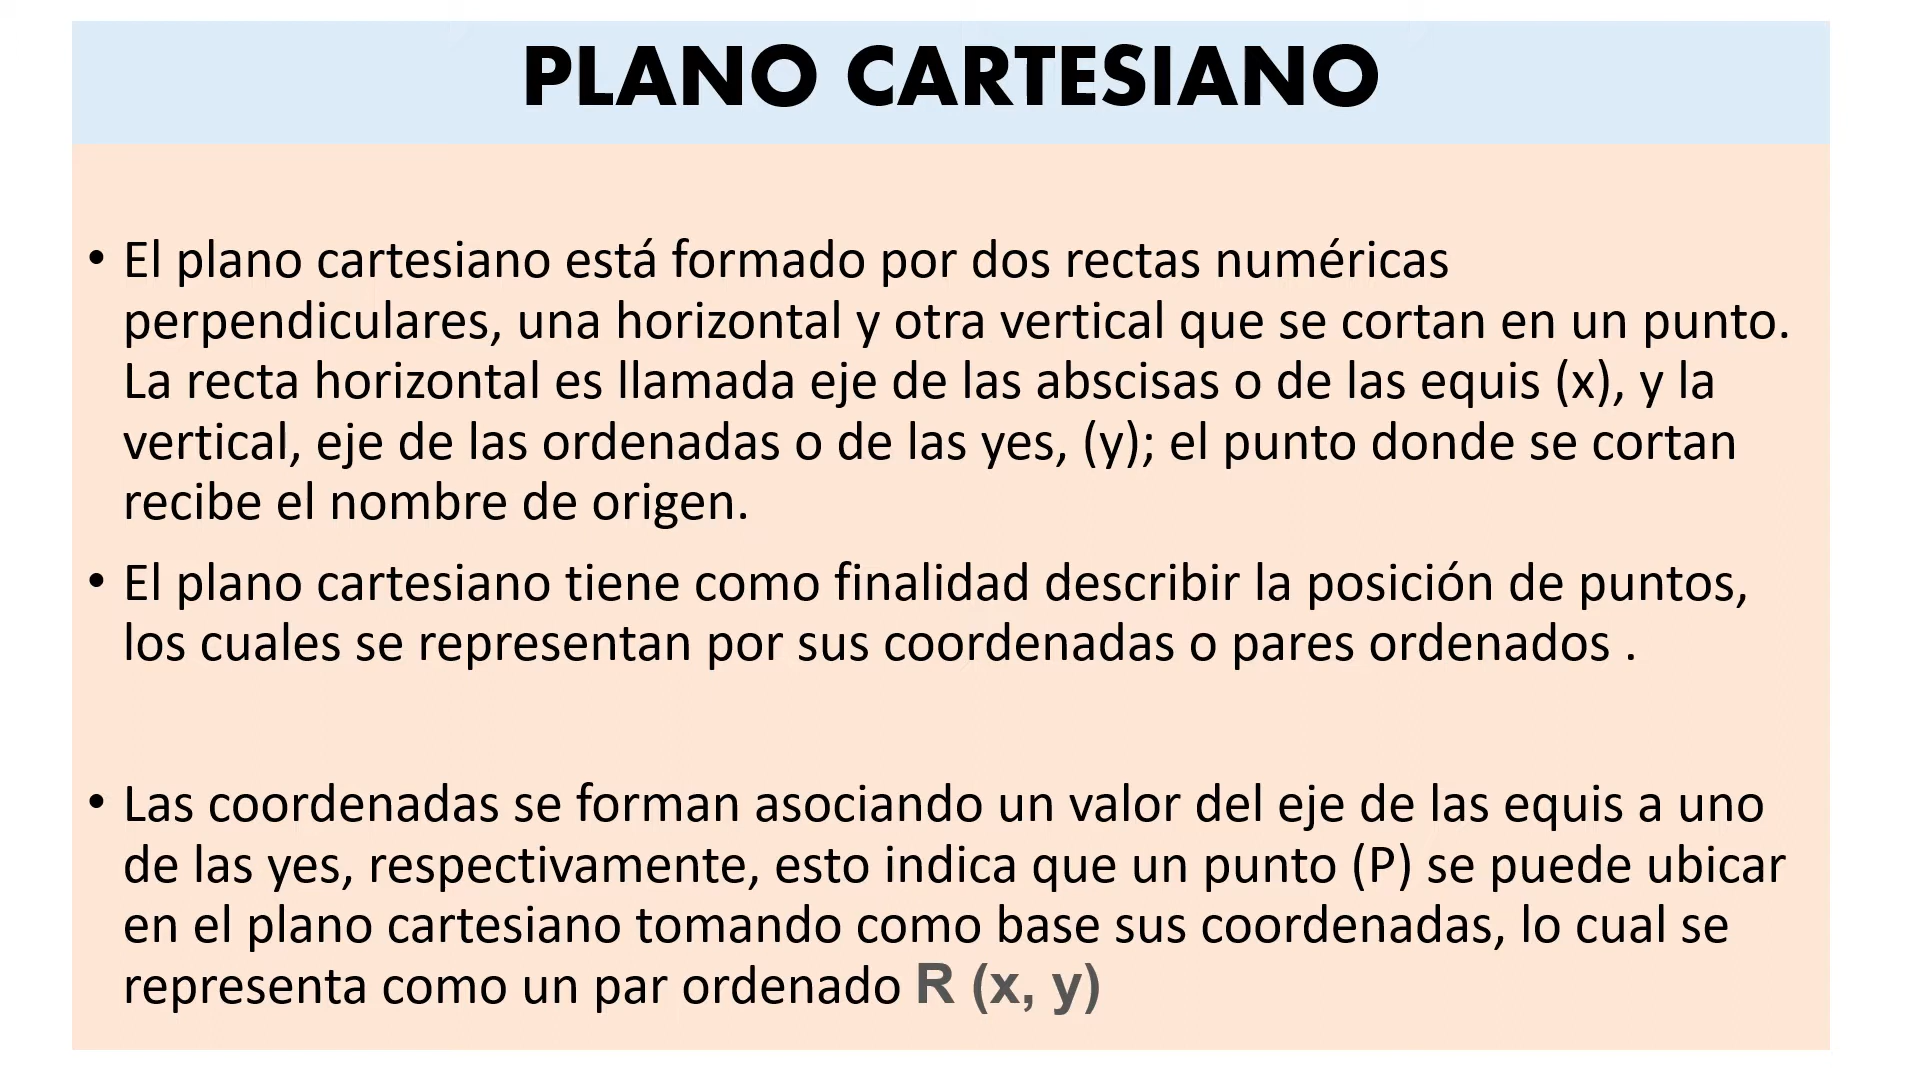 PLANO CARTESIANO
• El plano cartesiano está formado por dos rectas numéricas
perpendiculares, una horizontal y otra vertical que se cortan en un punto.
La recta horizontal es llamada eje de las abscisas o de las equis (x), y la
vertical, eje de las ordenadas o de las yes, (y); el punto donde se cortan
recibe el nombre de origen.
• El plano cartesiano tiene como finalidad describir la posición de puntos,
los cuales se representan por sus coordenadas o pares ordenados .
• Las coordenadas se forman asociando un valor del eje de las equis a uno
de las yes, respectivamente, esto indica que un punto (P) se puede ubicar
en el plano cartesiano tomando como base sus coordenadas, lo cual se
representa como un par ordenado R (x, y)